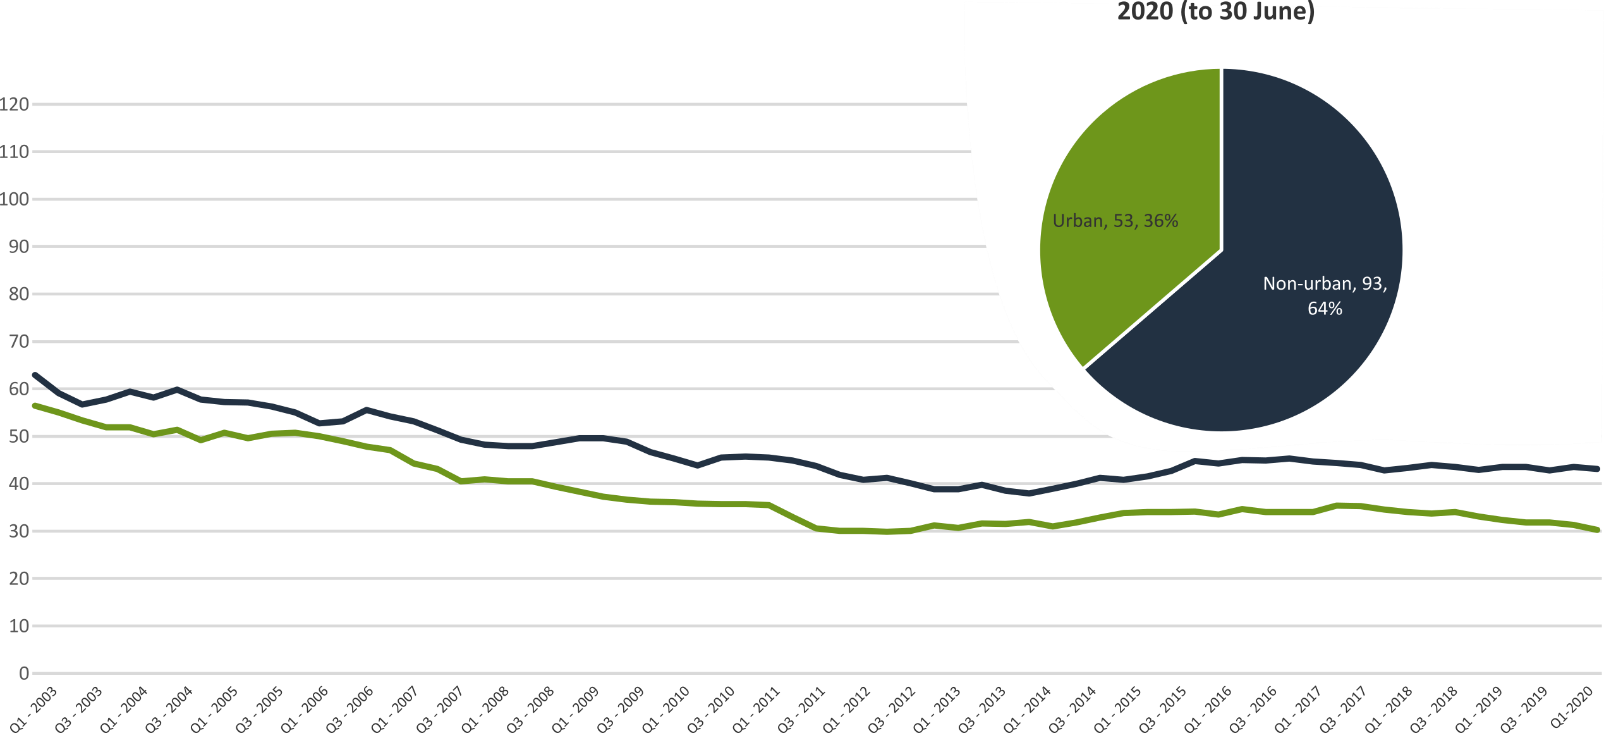 2020 (to 30 June)
120
110
100
90
80
70
60
50
40
30
20
10
0
Urban, 53, 36%
Non-urban, 93,
64%
Q1 - 2003
Q3 - 2003
Q1 - 2004
Q3 - 2004
Q1 - 2005
Q3 - 2005
Q1 - 2006
Q3 - 2006
Q1 - 2007
Q3 - 2007
Q1 - 2008
Q3 - 2008
Q1 - 2009
Q3 - 2009
Q1 - 2010
Q3 - 2010
Q1 - 2011
Q3 - 2011
Q1 - 2012
Q3 - 2012
Q1 - 2013
Q3 - 2013
Q1 - 2014
Q3 - 2014
Q1 - 2015
Q3 - 2015
Q1 - 2016
Q3 - 2016
Q1 - 2017
Q3 - 2017
Q1 - 2018
Q3 - 2018
Q1 - 2019
Q3 - 2019
Q1-2020